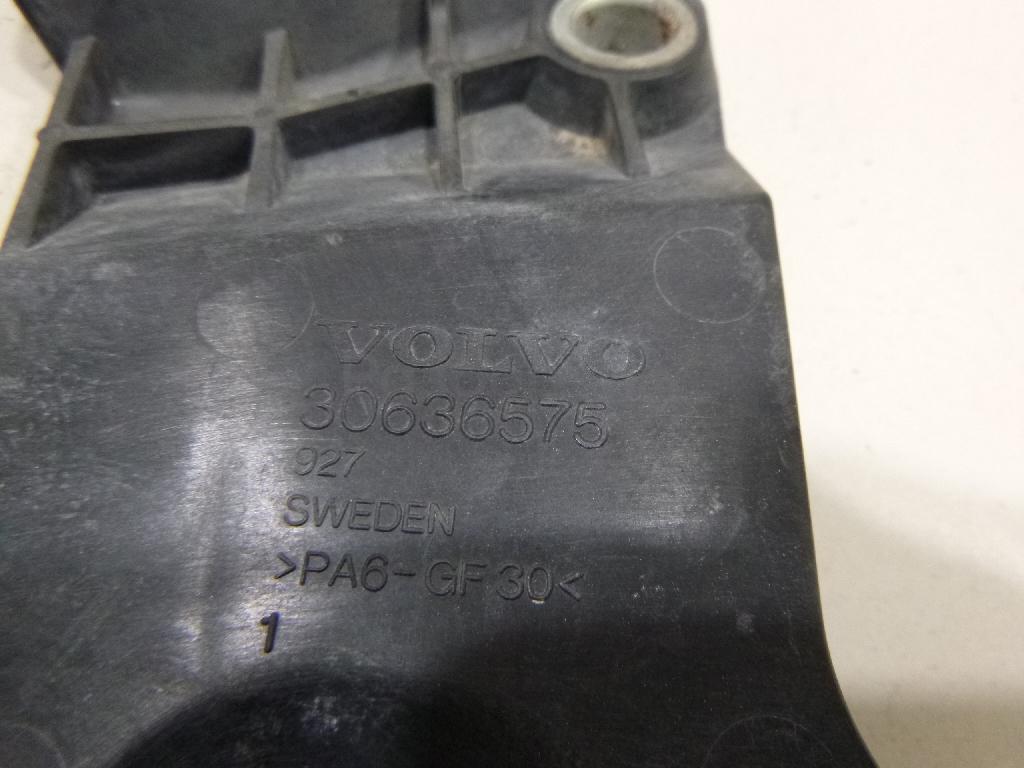 VOLVO
30636575
927
SWEDEN
>PA6-GF30<
1